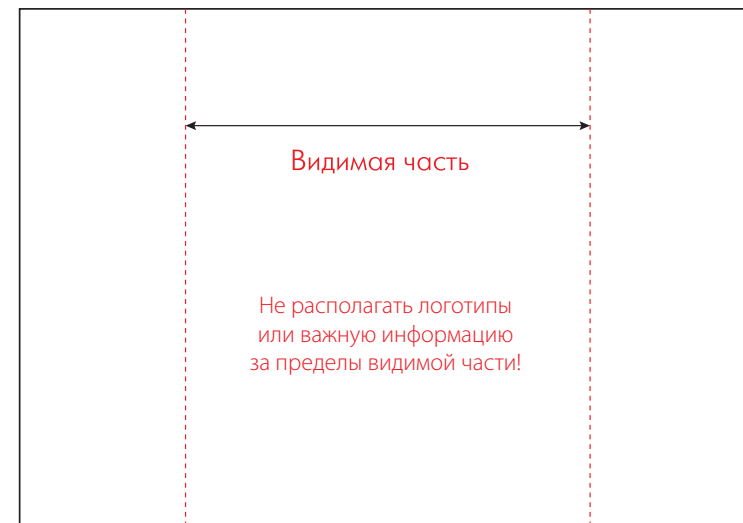 Видимая часть
Не располагать логотипы
или важную информацию
за пределы видимой части!